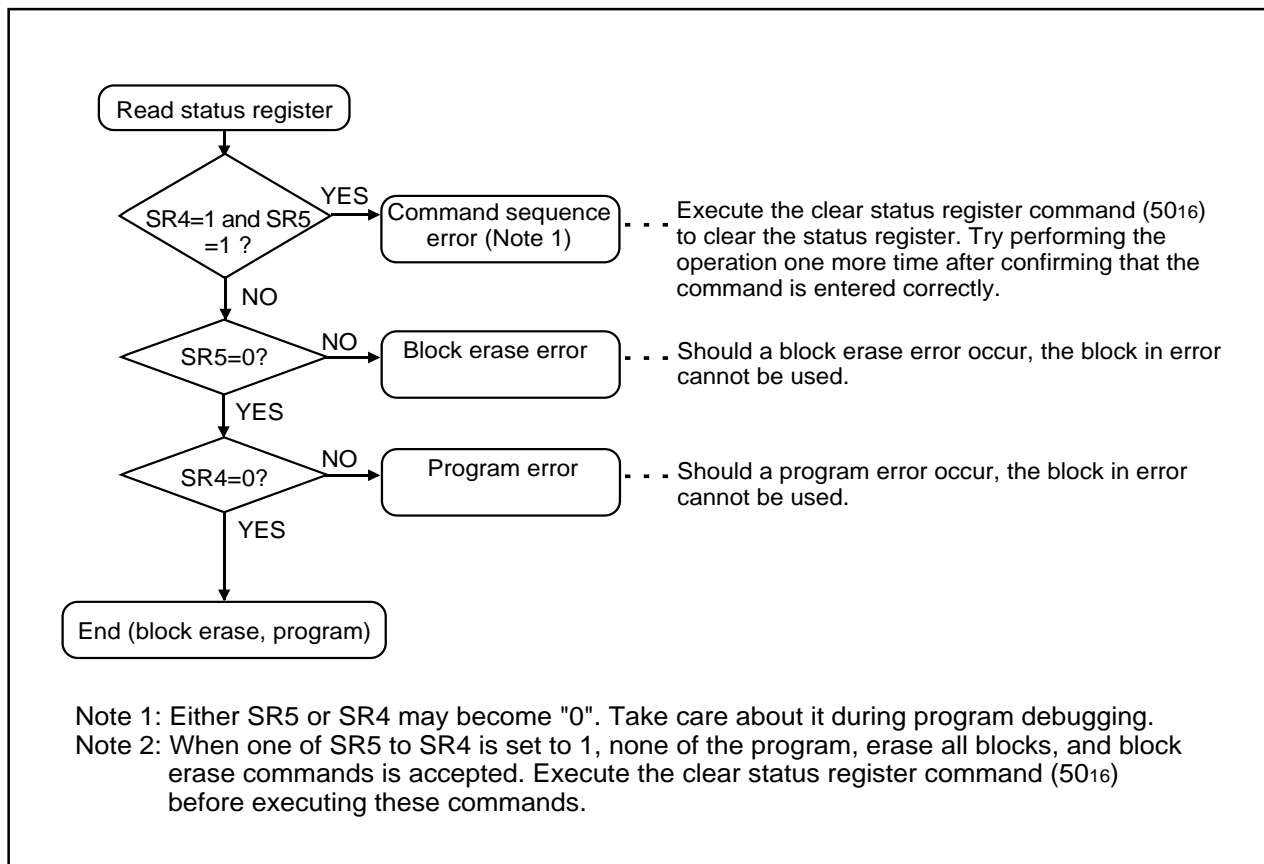 Read status register
SR4=1 and SR5
=1 ?
YES
Command sequence
error (Note 1)
Execute the clear status register command (5016)
to clear the status register. Try performing the
operation one more time after confirming that the
command is entered correctly.
NO
SR5=0?
NO
Block erase error
Should a block erase error occur, the block in error
cannot be used.
YES
SR4=0?
NO
Program error
Should a program error occur, the block in error
cannot be used.
YES
End (block erase, program)
Note 1: Either SR5 or SR4 may become "0". Take care about it during program debugging.
Note 2: When one of SR5 to SR4 is set to 1, none of the program, erase all blocks, and block
erase commands is accepted. Execute the clear status register command (5016)
before executing these commands.